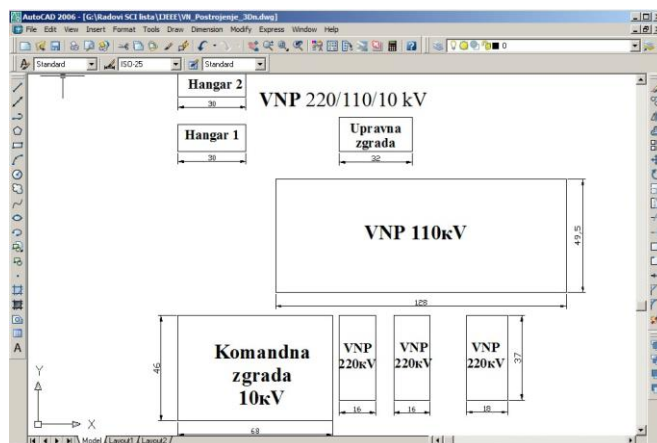 AutoCAD 2006 - [G:\Radovi SCI lista\IJEEE\VN_Postrojenje_3Dn.dwg]
File Edit View Insert Format Tools Draw Dimension Modify Express Window Help
0
Standard ISO-25 Standard
Hangar 2
30
VNP 220/110/10 kV
Hangar 1
30
Upravna
zgrada
32
VNP 110кV
49,5
128
Komandna
zgrada
10кV
46
68
VNP
220кV
16
VNP
220кV
16
VNP
220кV
18
37
Y
X
Model Layout1 Layout2